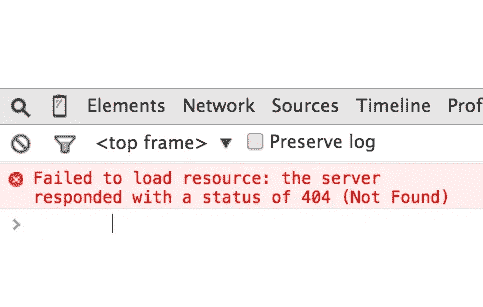 Elements Network Sources Timeline Prof
<top frame> ▼ Preserve log
Failed to load resource: the server
responded with a status of 404 (Not Found)
>